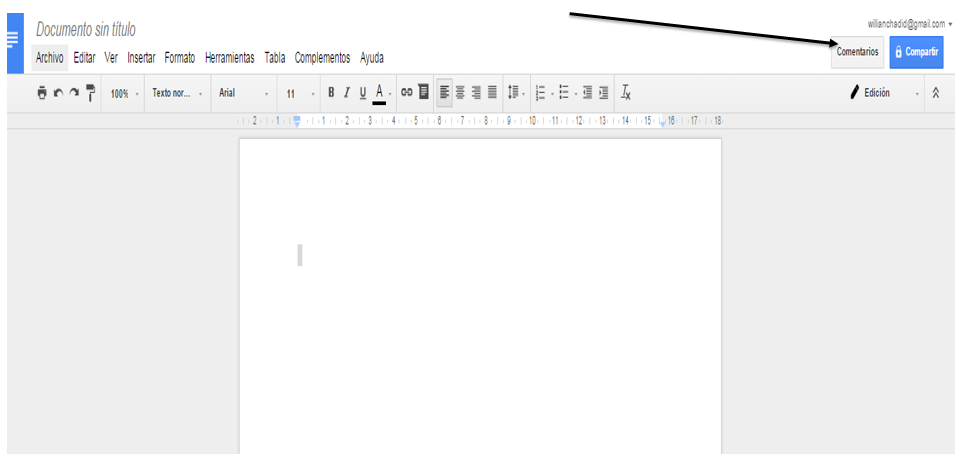 Documento sin título
willianchadid@gmail.com
Archivo Editar Ver Insertar Formato Herramientas Tabla Complementos Ayuda
Comentarios Compartir
100% Texto nor... Arial 11 B I U A Edición
2 1 1 2 3 4 5 6 7 8 9 10 11 12 13 14 15 16 17 18